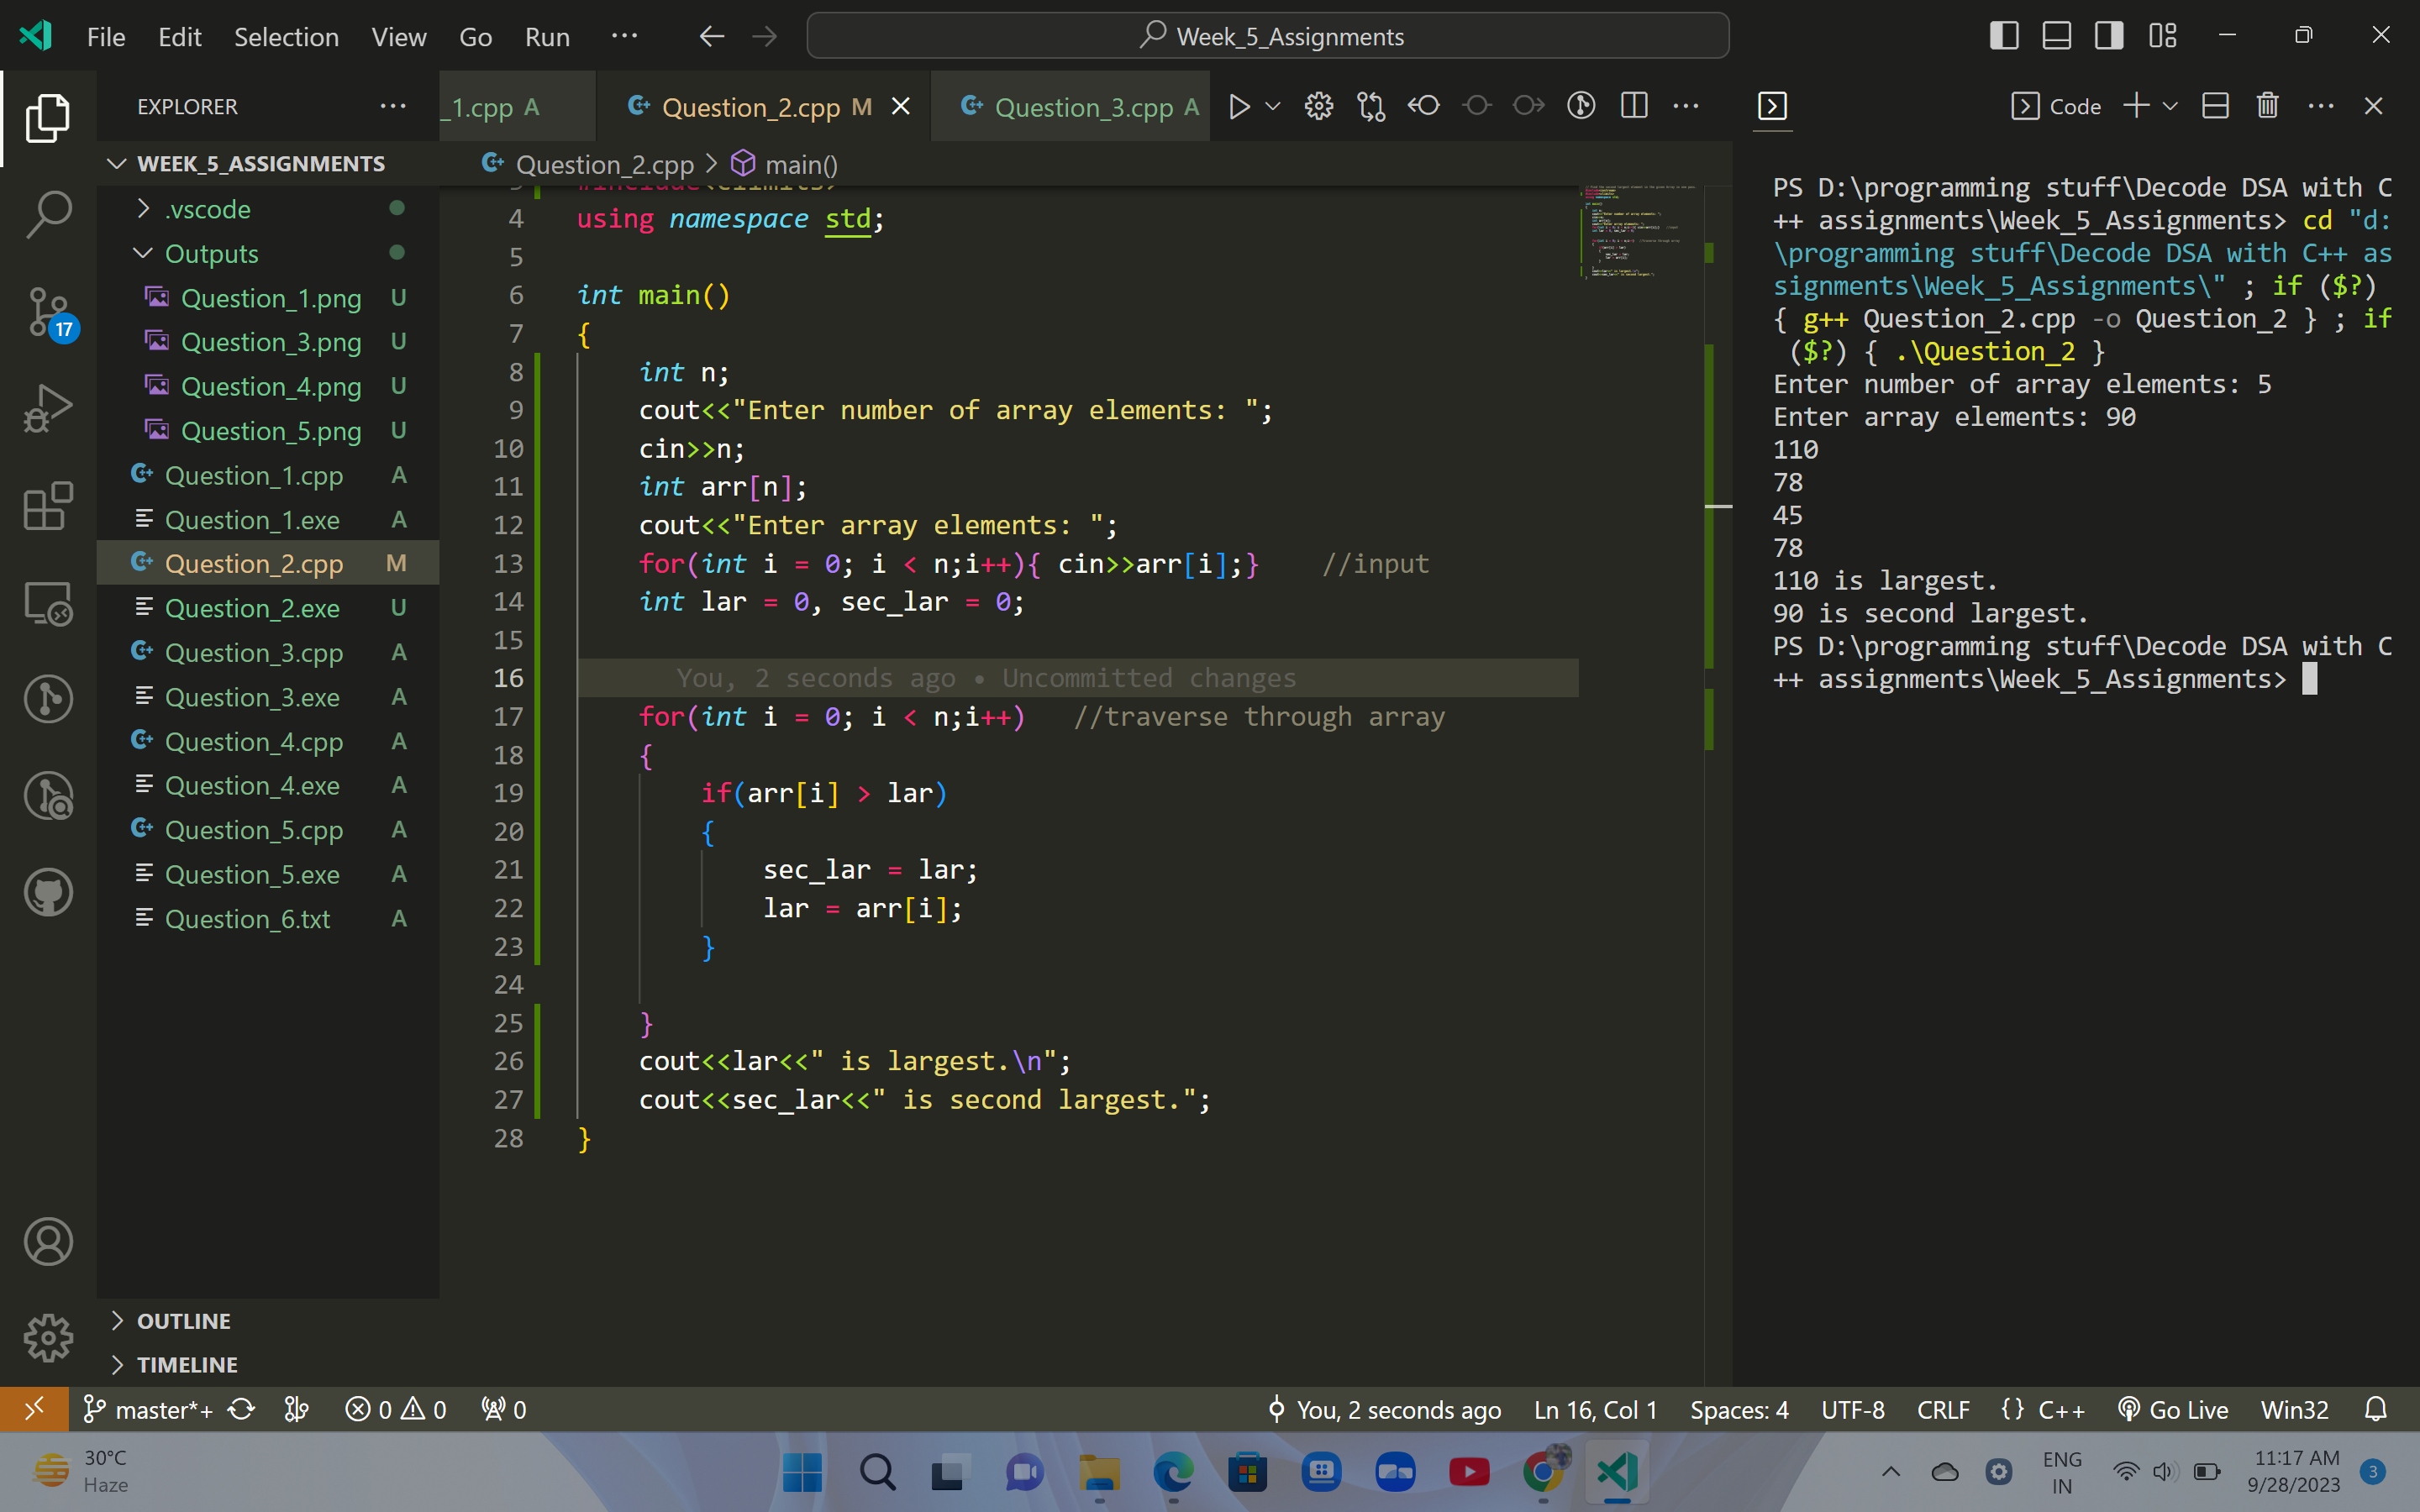 File Edit Selection View Go Run ··· Week_5_Assignments
EXPLORER
WEEK_5_ASSIGNMENTS
.vscode
Outputs
Question_1.png U
Question_3.png U
Question_4.png U
Question_5.png U
Question_1.cpp A
Question_1.exe A
Question_2.cpp M
Question_2.exe U
Question_3.cpp A
Question_3.exe A
Question_4.cpp A
Question_4.exe A
Question_5.cpp A
Question_5.exe A
Question_6.txt A
OUTLINE
TIMELINE
17
_1.cpp A Question_2.cpp M Question_3.cpp A
Question_2.cpp > main()
4 using namespace std;
5
6 int main()
7 {
8 int n;
9 cout<<"Enter number of array elements: ";
10 cin>>n;
11 int arr[n];
12 cout<<"Enter array elements: ";
13 for(int i = 0; i < n;i++){ cin>>arr[i];} //input
14 int lar = 0, sec_lar = 0;
15
16 You, 2 seconds ago • Uncommitted changes
17 for(int i = 0; i < n;i++) //traverse through array
18 {
19 if(arr[i] > lar)
20 {
21 sec_lar = lar;
22 lar = arr[i];
23 }
24
25 }
26 cout<<lar<<" is largest.\n";
27 cout<<sec_lar<<" is second largest.";
28 }
Code
PS D:\programming stuff\Decode DSA with C
++ assignments\Week_5_Assignments> cd "d:
\programming stuff\Decode DSA with C++ as
signments\Week_5_Assignments\" ; if ($?)
{ g++ Question_2.cpp -o Question_2 } ; if
($?) { .\Question_2 }
Enter number of array elements: 5
Enter array elements: 90
110
78
45
78
110 is largest.
90 is second largest.
PS D:\programming stuff\Decode DSA with C
++ assignments\Week_5_Assignments>
master*+ 0 0 0 You, 2 seconds ago Ln 16, Col 1 Spaces: 4 UTF-8 CRLF {} C++ Go Live Win32
30°C
Haze
ENG
IN
11:17 AM
9/28/2023
3